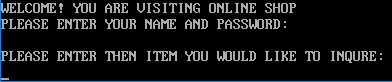 WELCOME! YOU ARE VISITING ONLINE SHOP
PLEASE ENTER YOUR NAME AND PASSWORD:
PLEASE ENTER THEN ITEM YOU WOULD LIKE TO INQURE: